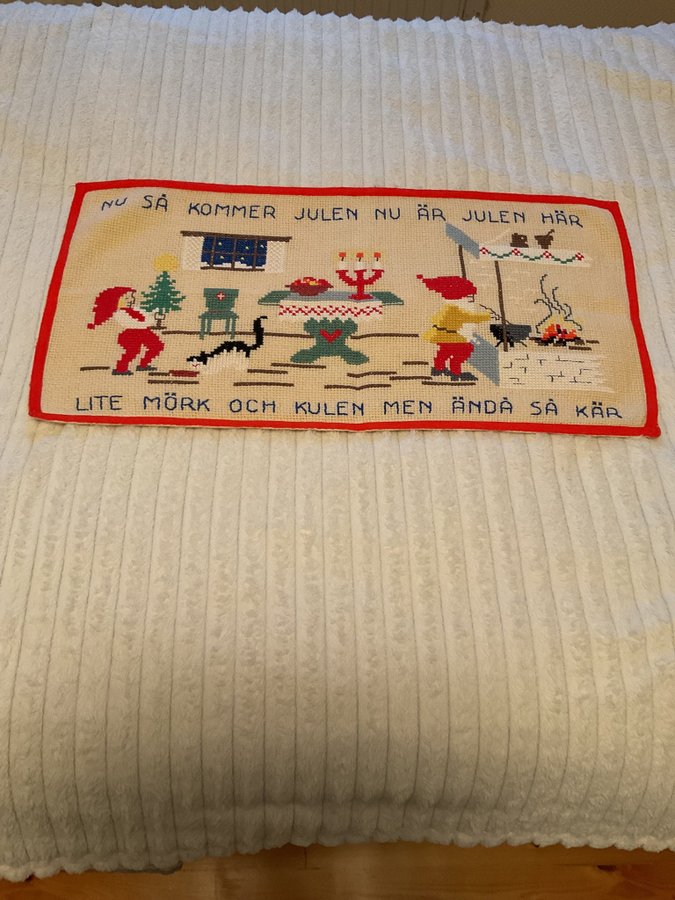 NU SÅ KOMMER JULEN NU ÄR JULEN HÄR
LITE MÖRK OCH KULEN MEN ÄNDÅ SÅ KÄR